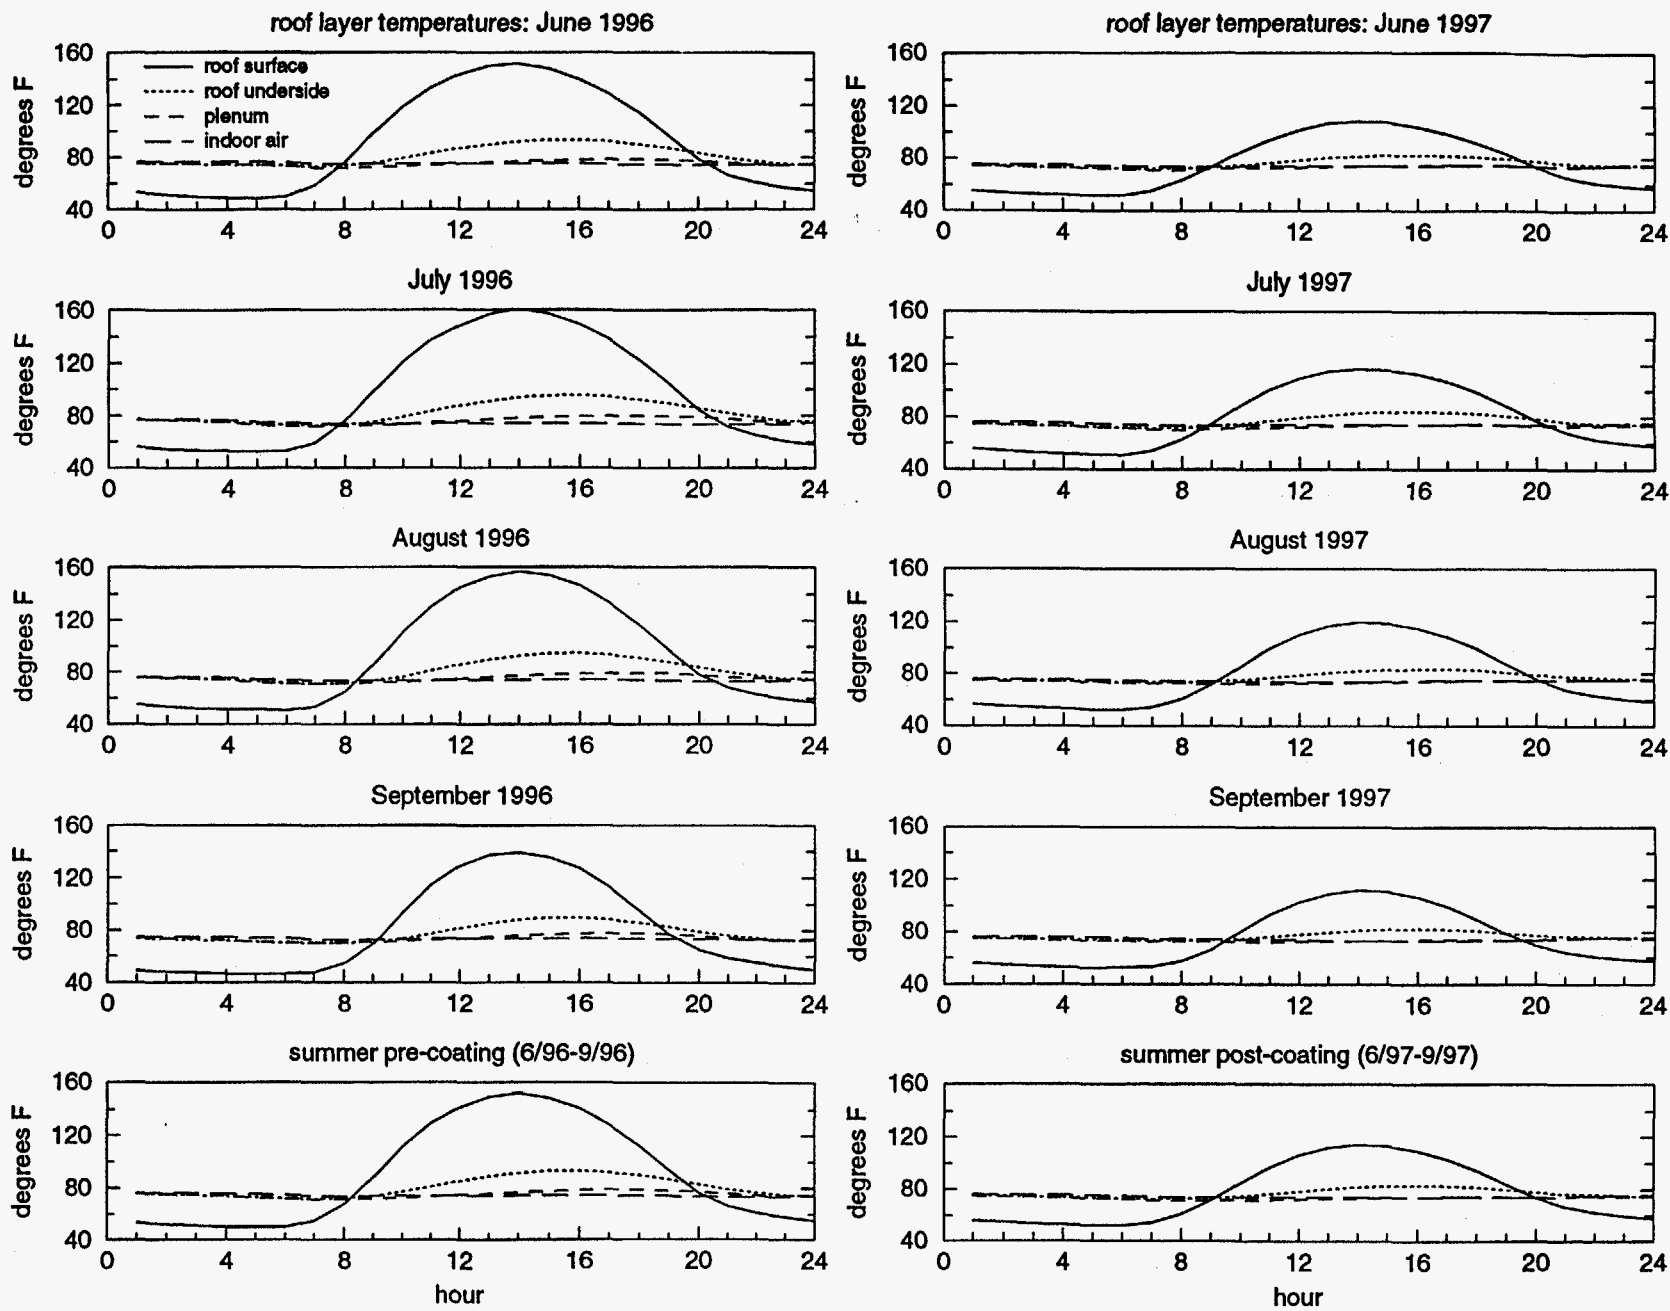 roof layer temperatures: June 1996
160
120
80
40
degrees F
roof surface
roof underside
plenum
indoor air
0 4 8 12 16 20 24
roof layer temperatures: June 1997
160
120
80
40
degrees F
0 4 8 12 16 20 24
July 1996
160
120
80
40
degrees F
0 4 8 12 16 20 24
July 1997
160
120
80
40
degrees F
0 4 8 12 16 20 24
August 1996
160
120
80
40
degrees F
0 4 8 12 16 20 24
August 1997
160
120
80
40
degrees F
0 4 8 12 16 20 24
September 1996
160
120
80
40
degrees F
0 4 8 12 16 20 24
September 1997
160
120
80
40
degrees F
0 4 8 12 16 20 24
summer pre-coating (6/96-9/96)
160
120
80
40
degrees F
0 4 8 12 16 20 24
hour
summer post-coating (6/97-9/97)
160
120
80
40
degrees F
0 4 8 12 16 20 24
hour